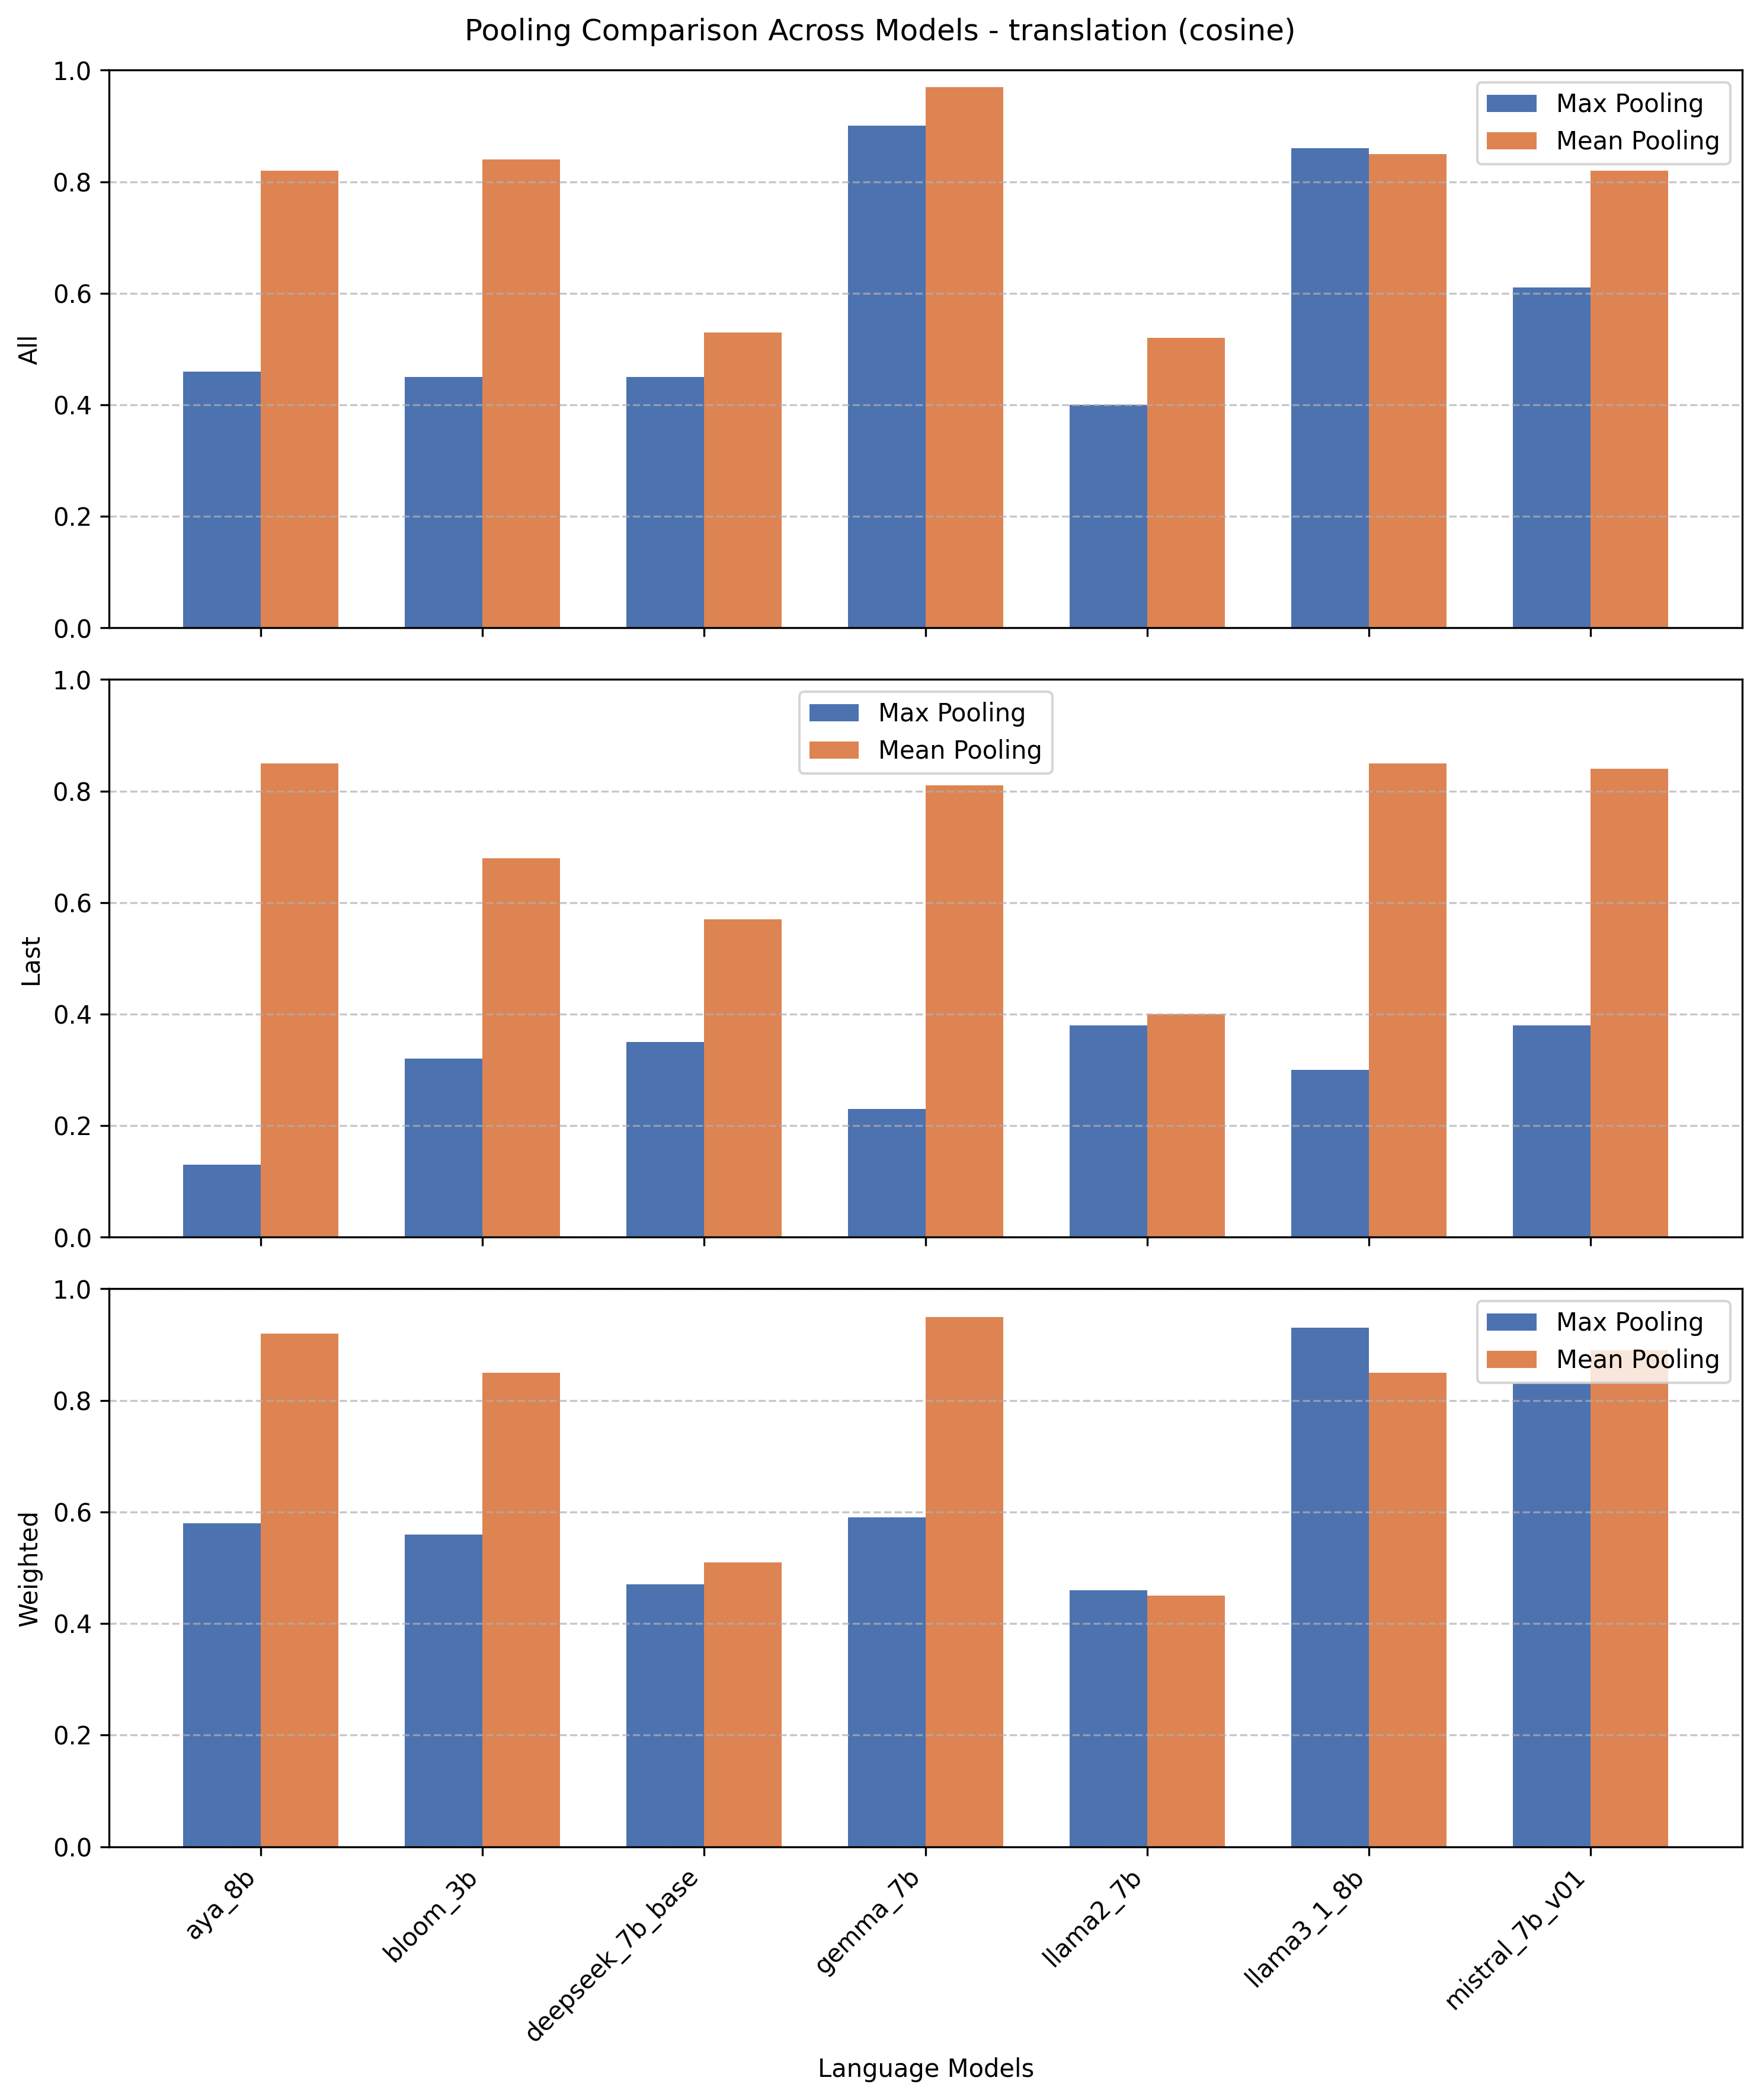 Pooling Comparison Across Models - translation (cosine)
1.0
0.8
0.6
0.4
0.2
0.0
All
Max Pooling
Mean Pooling
1.0
0.8
0.6
0.4
0.2
0.0
Last
Max Pooling
Mean Pooling
1.0
0.8
0.6
0.4
0.2
0.0
Weighted
Max Pooling
Mean Pooling
aya_8b
bloom_3b
deepseek_7b_base
gemma_7b
llama2_7b
llama3_1_8b
mistral_7b_v01
Language Models